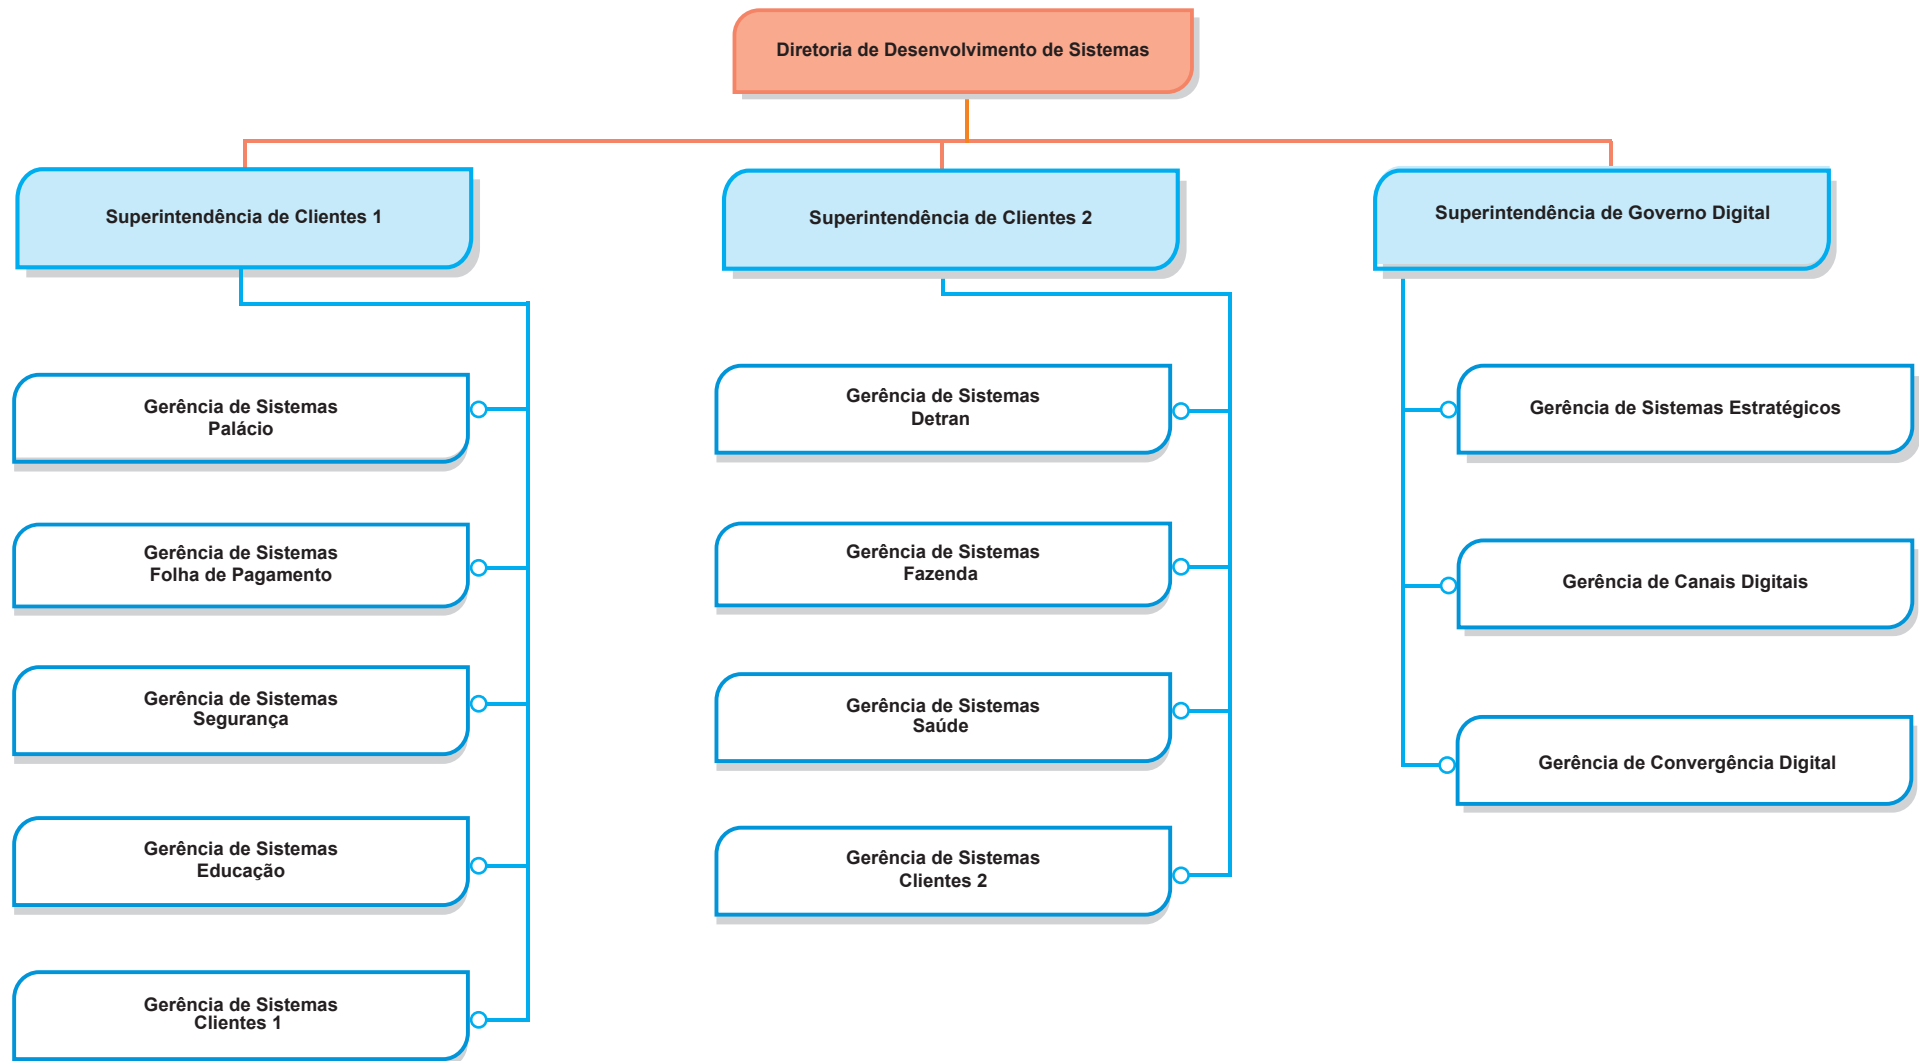 Diretoria de Desenvolvimento de Sistemas
Superintendência de Clientes 1
Superintendência de Clientes 2
Superintendência de Governo Digital
Gerência de Sistemas
Palácio
Gerência de Sistemas
Folha de Pagamento
Gerência de Sistemas
Segurança
Gerência de Sistemas
Educação
Gerência de Sistemas
Clientes 1
Gerência de Sistemas
Detran
Gerência de Sistemas
Fazenda
Gerência de Sistemas
Saúde
Gerência de Sistemas
Clientes 2
Gerência de Sistemas Estratégicos
Gerência de Canais Digitais
Gerência de Convergência Digital